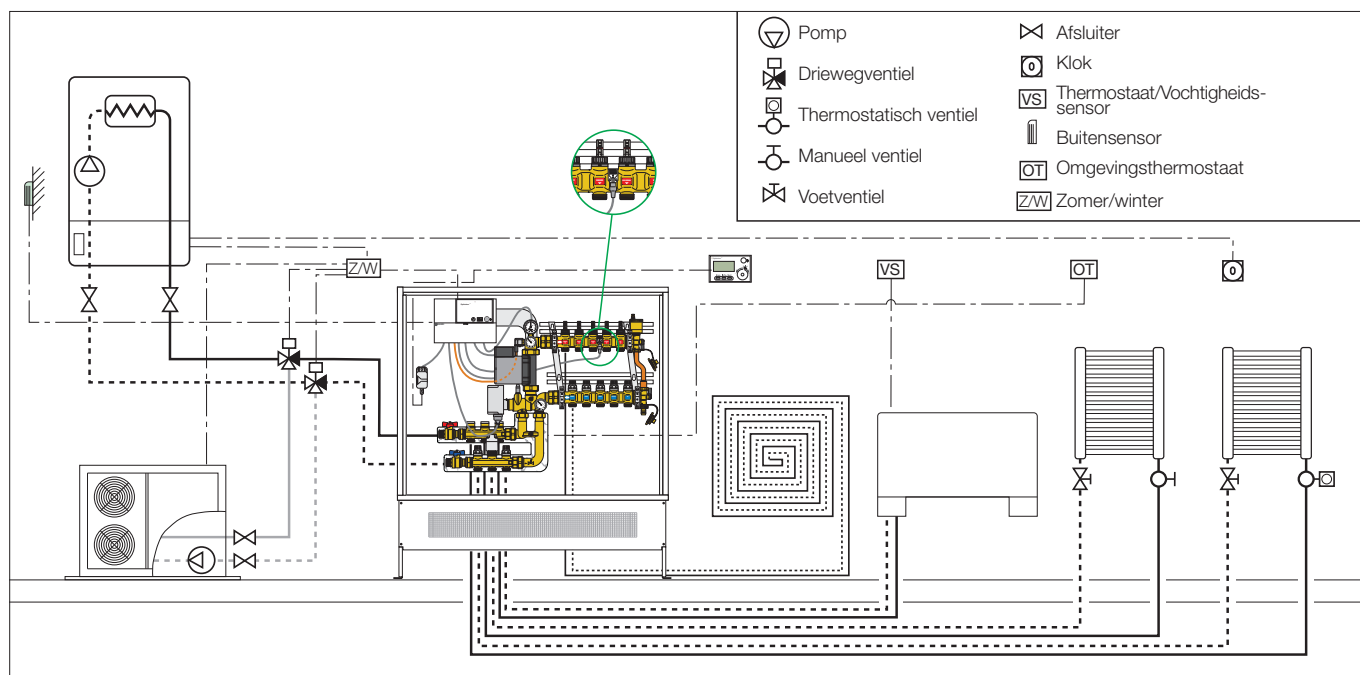 Pomp
Driewegventiel
Thermostatisch ventiel
Manueel ventiel
Voetventiel
Afsluiter
Klok
VS Thermostaat/Vochtigheids-
sensor
Buitensensor
OT Omgevingsthermostaat
Z/W Zomer/winter
Z/W
VS
OT